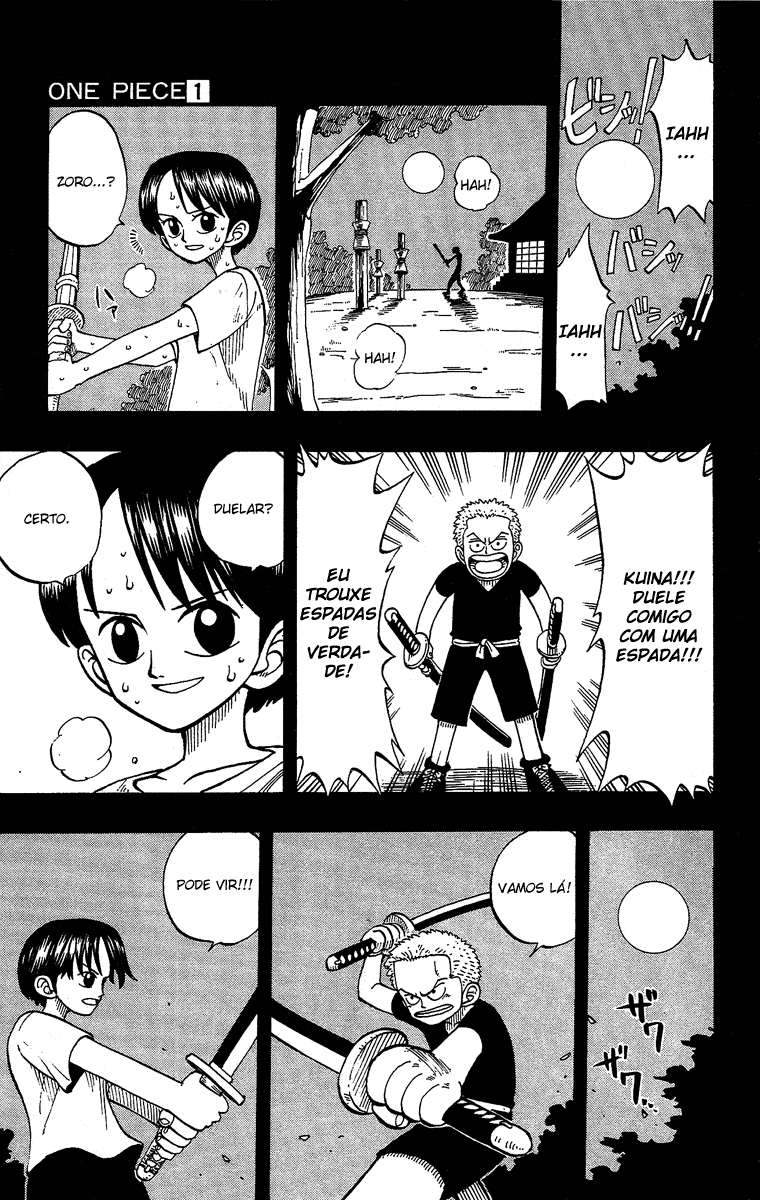 ONE PIECE 1
ビシッ!
IAHH
...
バシッ
バシッ
IAHH
...
HAH!
HAH!
ZORO...?
KUINA!!!
DUELE
COMIGO
COM UMA
ESPADA!!!
EU
TROUXE
ESPADAS
DE
VERDA-
DE!
DUELAR?
CERTO.
ザワ
ザワ
VAMOS LÁ!
PODE VIR!!!